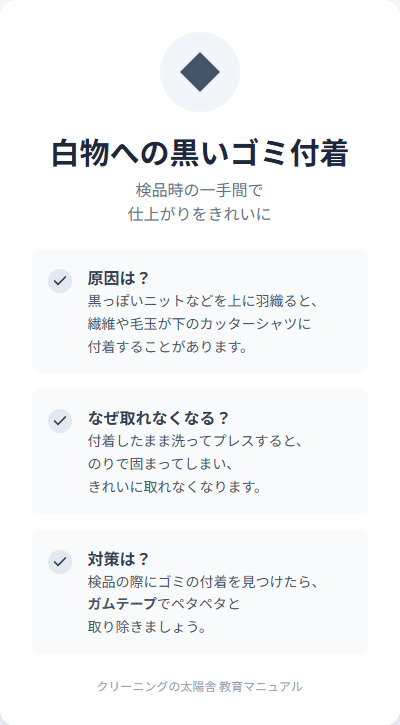 白物への黒いゴミ付着
検品時の一手間で
仕上がりをきれいに
原因は？
黒っぽいニットなどを上に羽織ると、
繊維や毛玉が下のカッターシャツに
付着することがあります。
なぜ取れなくなる？
付着したまま洗ってプレスすると、
のりで固まってしまい、
きれいに取れなくなります。
対策は？
検品の際にゴミの付着を見つけたら、
ガムテープでペタペタと
取り除きましょう。
クリーニングの太陽舎 教育マニュアル